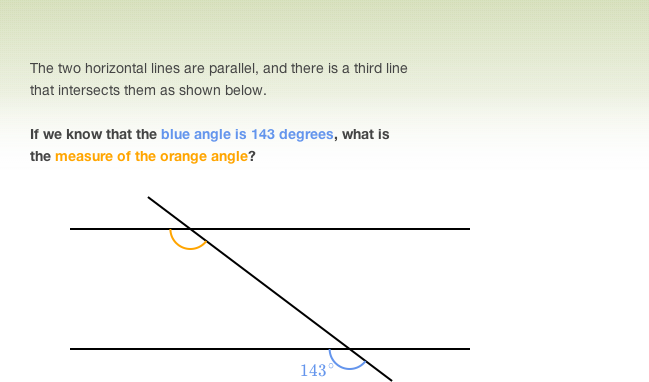 The two horizontal lines are parallel, and there is a third line
that intersects them as shown below.
If we know that the blue angle is 143 degrees, what is
the measure of the orange angle?
143°